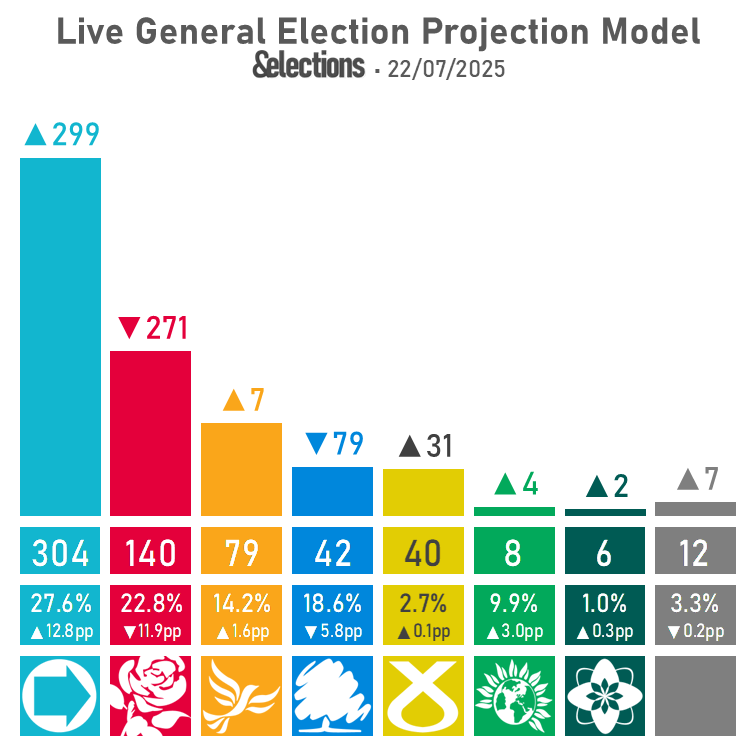 Live General Election Projection Model
&elections · 22/07/2025
▲299
▼271
▲7
▼79
▲31
▲4
▲2
▲7
304 140 79 42 40 8 6 12
27.6% 22.8% 14.2% 18.6% 2.7% 9.9% 1.0% 3.3%
▲12.8pp ▼11.9pp ▲1.6pp ▼5.8pp ▲0.1pp ▲3.0pp ▲0.3pp ▼0.2pp